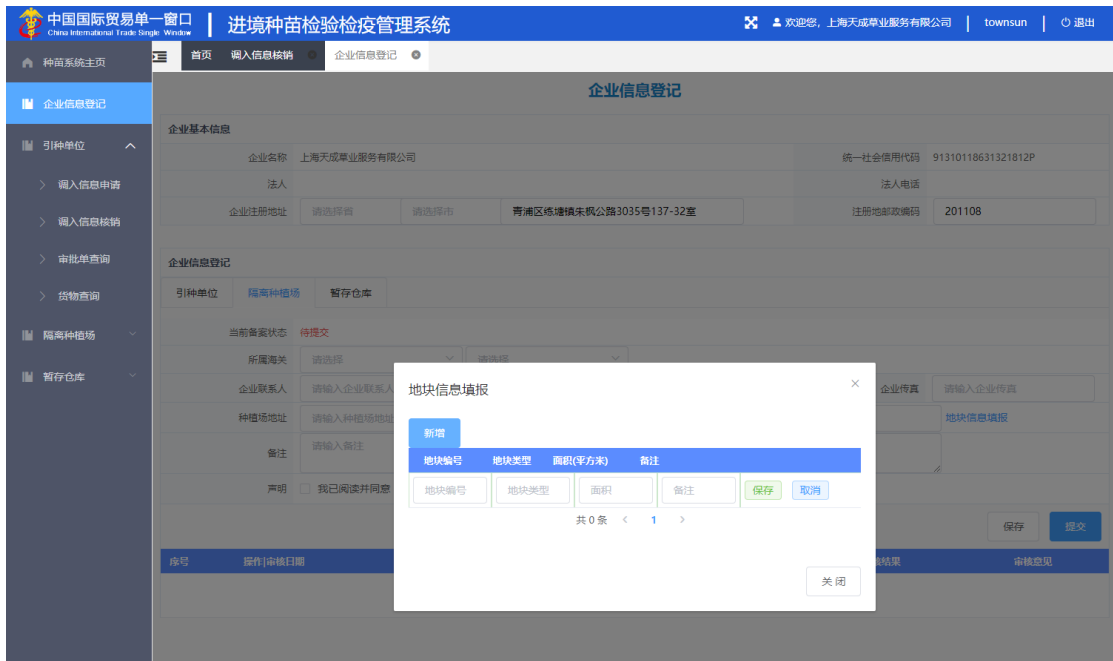 中国国际贸易单一窗口
China International Trade Single Window
进境种苗检验检疫管理系统
欢迎您，上海天成草业服务有限公司
townsun
退出
种苗系统主页
首页
调入信息核销
企业信息登记
企业信息登记
引种单位
调入信息申请
调入信息核销
审批单查询
货物查询
隔离种植场
暂存仓库
企业信息登记
企业基本信息
企业名称 上海天成草业服务有限公司 统一社会信用代码 91310118631321812P
法人 法人电话
企业注册地址 请选择省 请选择市 青浦区练塘镇朱枫公路3035号137-32室 注册地邮政编码 201108
企业信息登记
引种单位 隔离种植场 暂存仓库
当前备案状态 待提交
所属海关 请选择 请选择
企业联系人 请输入企业联系人 企业传真 请输入企业传真
种植场地址 请输入种植场地址 地块信息填报
备注 请输入备注
声明 我已阅读并同意
保存 提交
序号 操作|审核日期 结果 审核意见
地块信息填报
×
新增
地块编号 地块类型 面积(平方米) 备注
地块编号 地块类型 面积 备注 保存 取消
共 0 条 < 1 >
关 闭